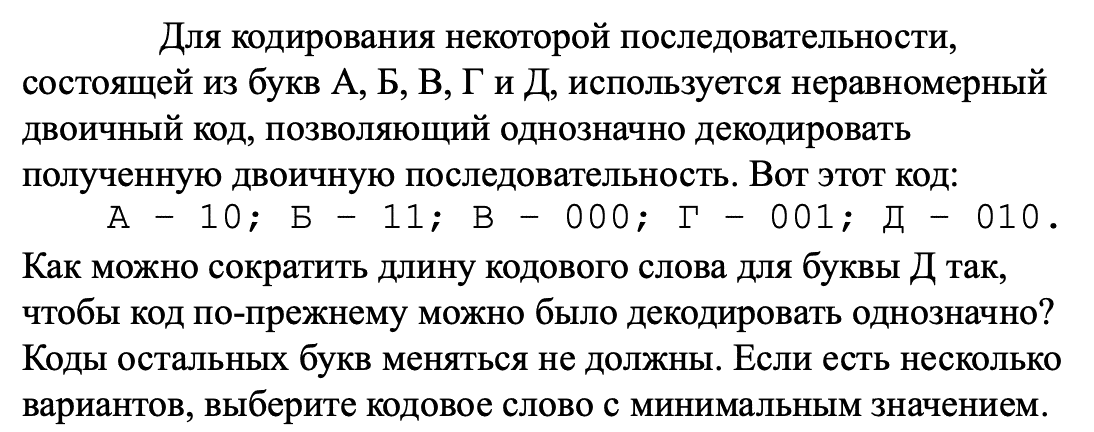 Для кодирования некоторой последовательности,
состоящей из букв А, Б, В, Г и Д, используется неравномерный
двоичный код, позволяющий однозначно декодировать
полученную двоичную последовательность. Вот этот код:
А – 10; Б – 11; В – 000; Г – 001; Д – 010.
Как можно сократить длину кодового слова для буквы Д так,
чтобы код по-прежнему можно было декодировать однозначно?
Коды остальных букв меняться не должны. Если есть несколько
вариантов, выберите кодовое слово с минимальным значением.